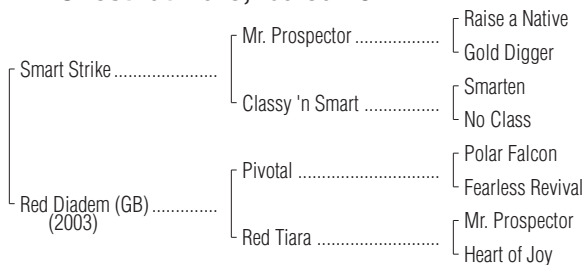 Raise a Native
Mr. Prospector ...................
Gold Digger
Smart Strike .......................
Smarten
Classy 'n Smart .................
No Class
Polar Falcon
Pivotal ...............................
Fearless Revival
Red Diadem (GB) ...............
(2003)
Mr. Prospector
Red Tiara ...........................
Heart of Joy